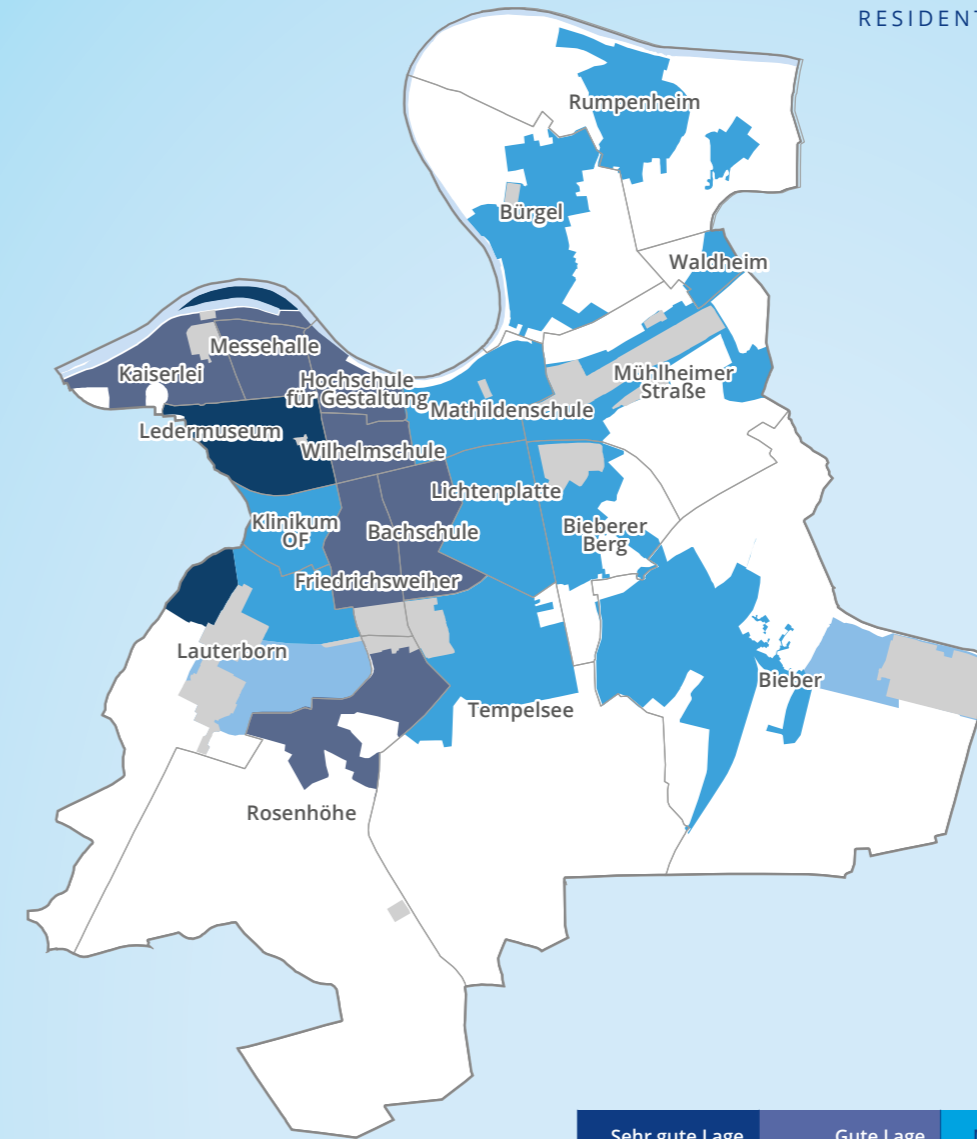 RESIDENT
Rumpenheim
Bürgel
Waldheim
Messehalle
Kaiserlei
Hochschule
für Gestaltung
Mühlheimer
Straße
Mathildenschule
Ledermuseum
Wilhelmschule
Lichtenplatte
Klinikum
OF
Bachschule
Bieberer
Berg
Friedrichsweiher
Lauterborn
Bieber
Tempelsee
Rosenhöhe
Sehr gute Lage
Gute Lage